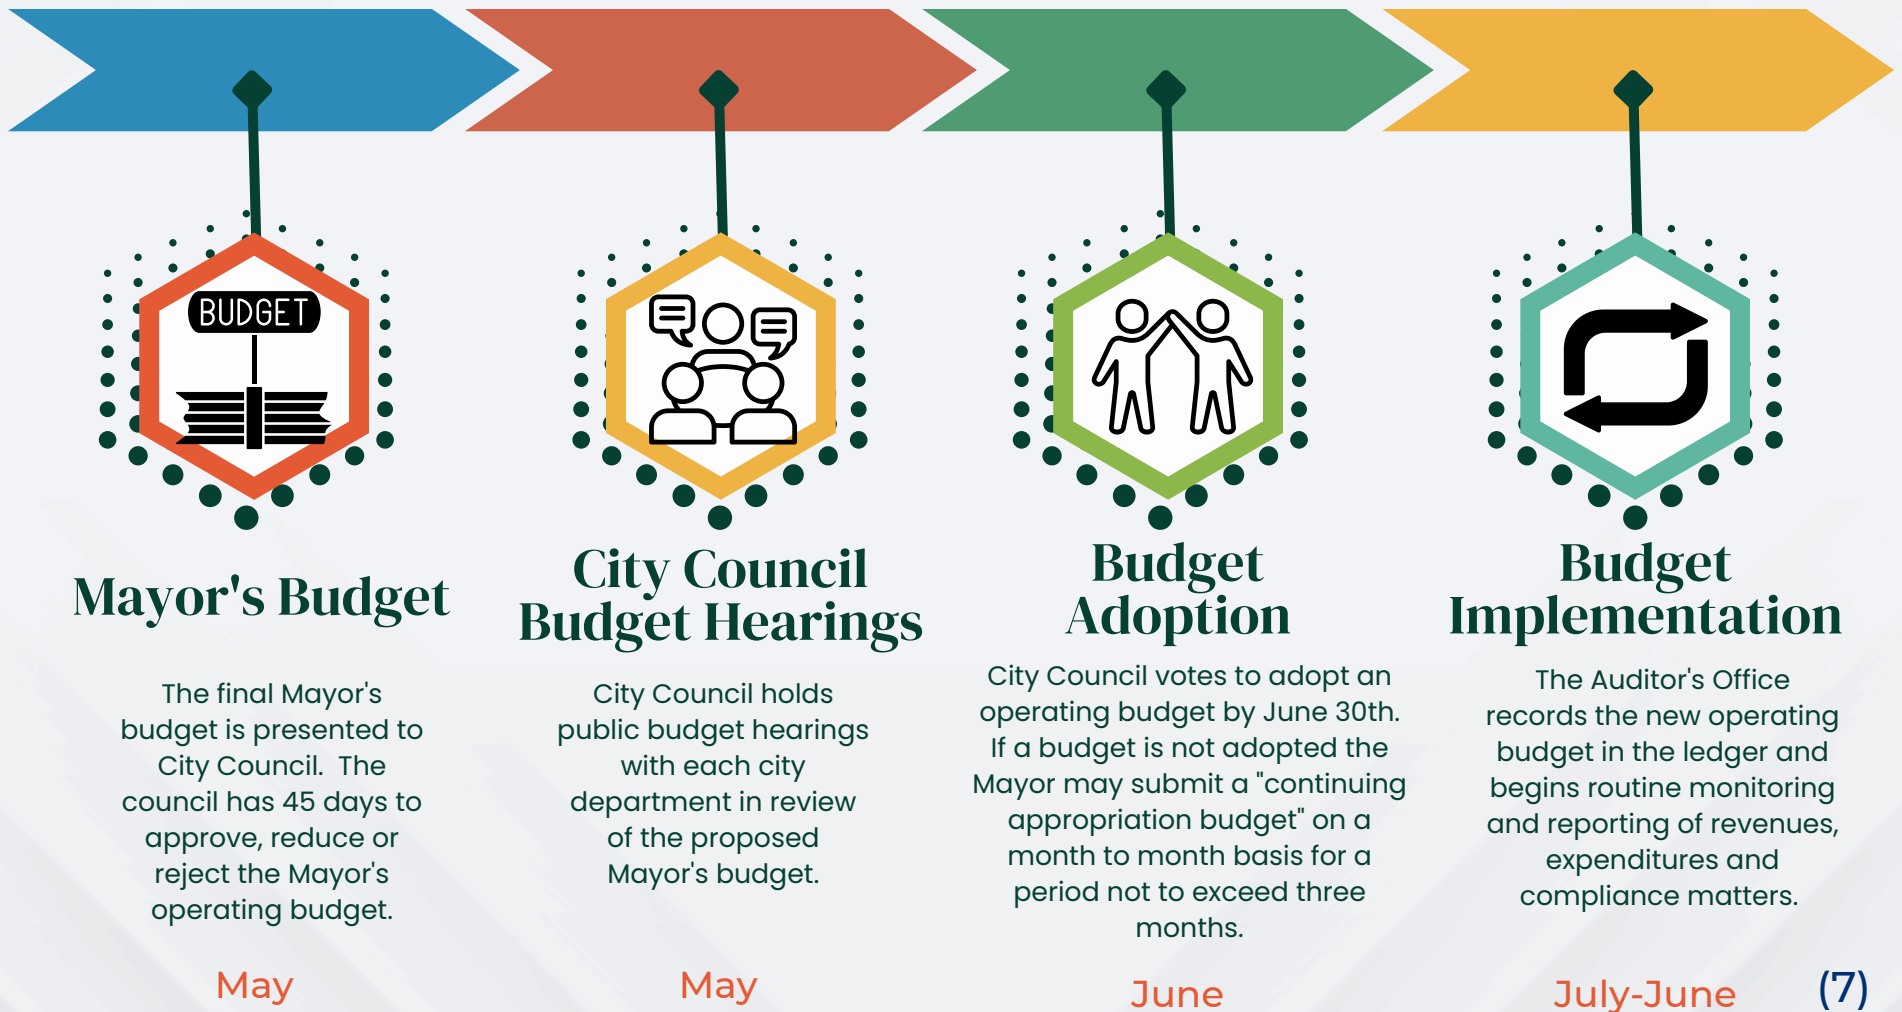 BUDGET
Mayor's Budget
The final Mayor's
budget is presented to
City Council.  The
council has 45 days to
approve, reduce or
reject the Mayor's
operating budget.
May
City Council
Budget Hearings
City Council holds
public budget hearings
with each city
department in review
of the proposed
Mayor's budget.
May
Budget
Adoption
City Council votes to adopt an
operating budget by June 30th.
If a budget is not adopted the
Mayor may submit a "continuing
appropriation budget" on a
month to month basis for a
period not to exceed three
months.
June
Budget
Implementation
The Auditor's Office
records the new operating
budget in the ledger and
begins routine monitoring
and reporting of revenues,
expenditures and
compliance matters.
July-June
(7)